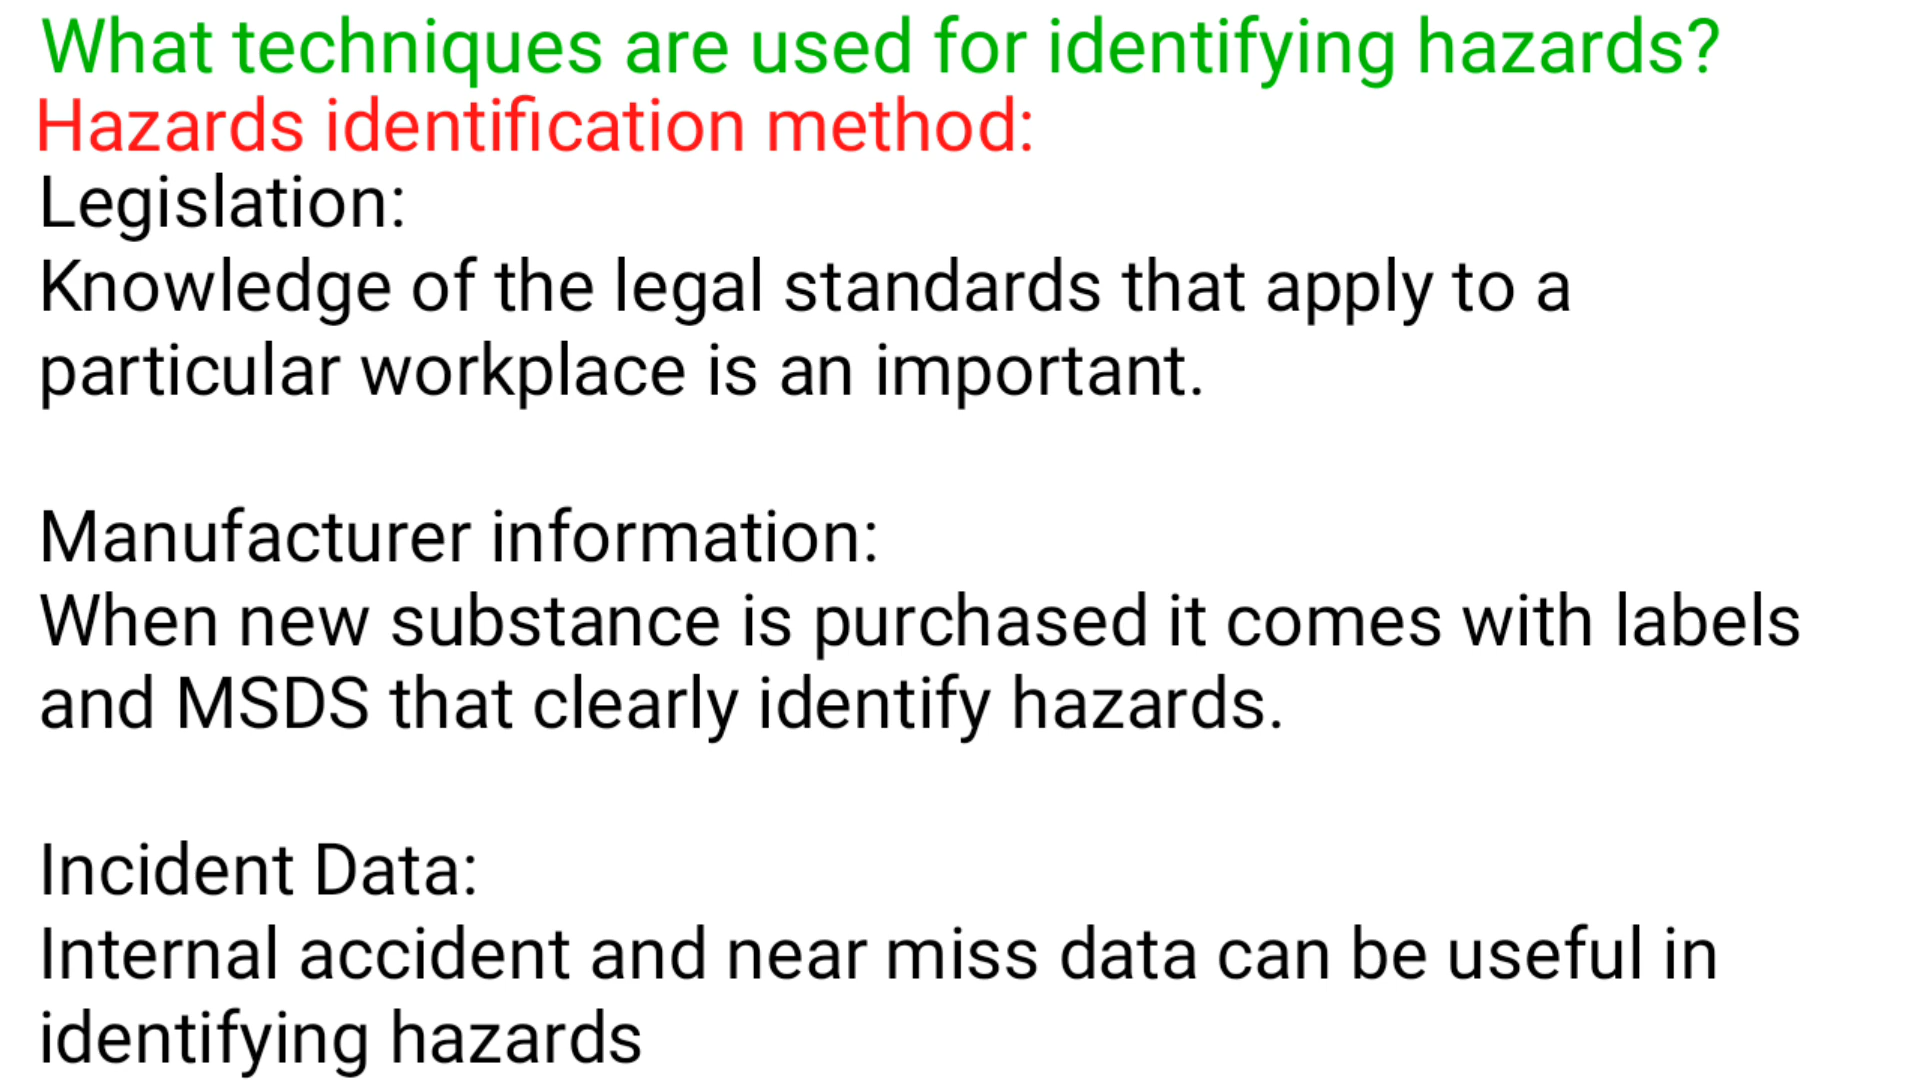 What techniques are used for identifying hazards?
Hazards identification method:
Legislation:
Knowledge of the legal standards that apply to a
particular workplace is an important.
Manufacturer information:
When new substance is purchased it comes with labels
and MSDS that clearly identify hazards.
Incident Data:
Internal accident and near miss data can be useful in
identifying hazards